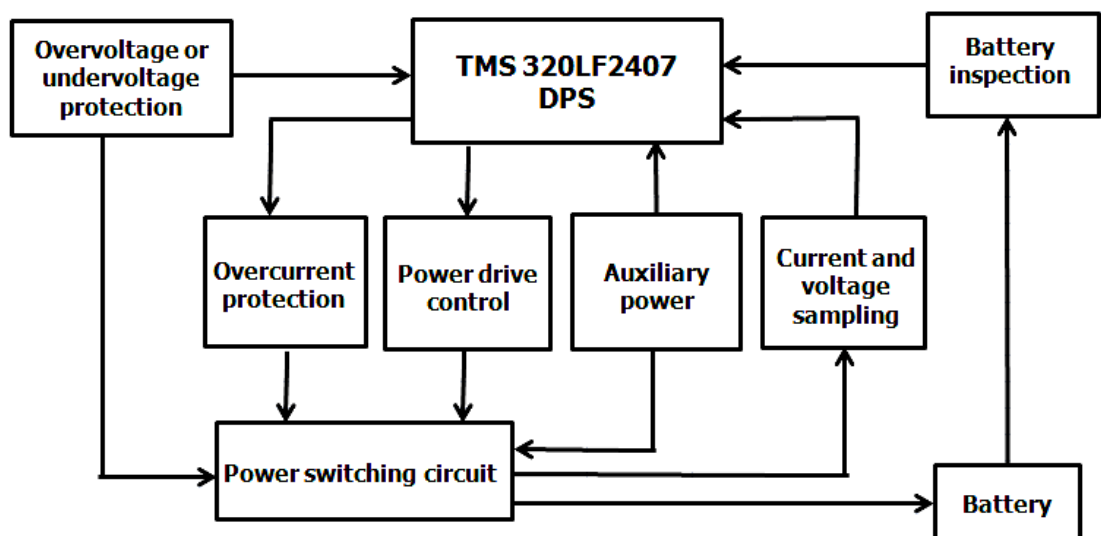 Overvoltage or
undervoltage
protection
TMS 320LF2407
DPS
Battery
inspection
Overcurrent
protection
Power drive
control
Auxiliary
power
Current and
voltage
sampling
Power switching circuit
Battery